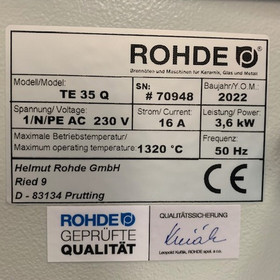 ROHDE
Brennöfen und Maschinen für Keramik, Glas und Metall
Modell/Model: TE 35 Q
SN: # 70948
Baujahr/Y.O.M.: 2022
Spannung/ Voltage: 1/N/PE AC 230 V
Strom/ Current: 16 A
Leistung/ Power: 3,6 kW
Maximale Betriebstemperatur/
Maximum operating temperature: 1320 °C
Frequenz: 50 Hz
Helmut Rohde GmbH
Ried 9
D - 83134 Prutting
CE
ROHDE
GEPRÜFTE
QUALITÄT
QUALITÄTSSICHERUNG